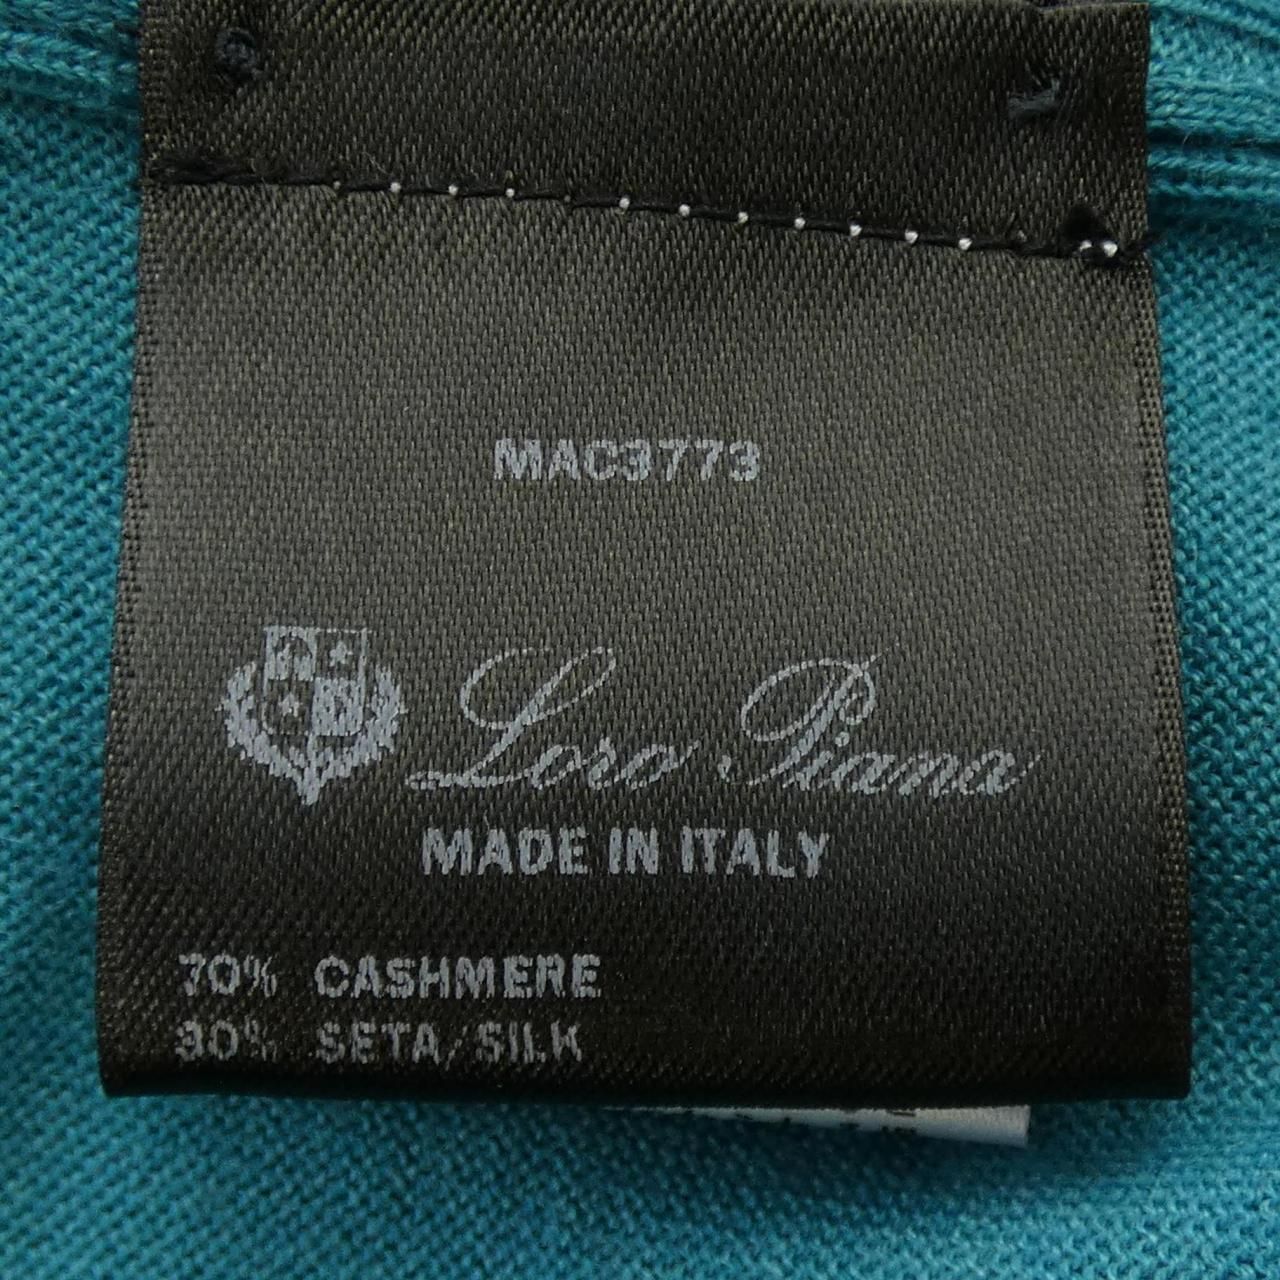 MAC3773
Loro Piana
MADE IN ITALY
70% CASHMERE
30% SETA/SILK